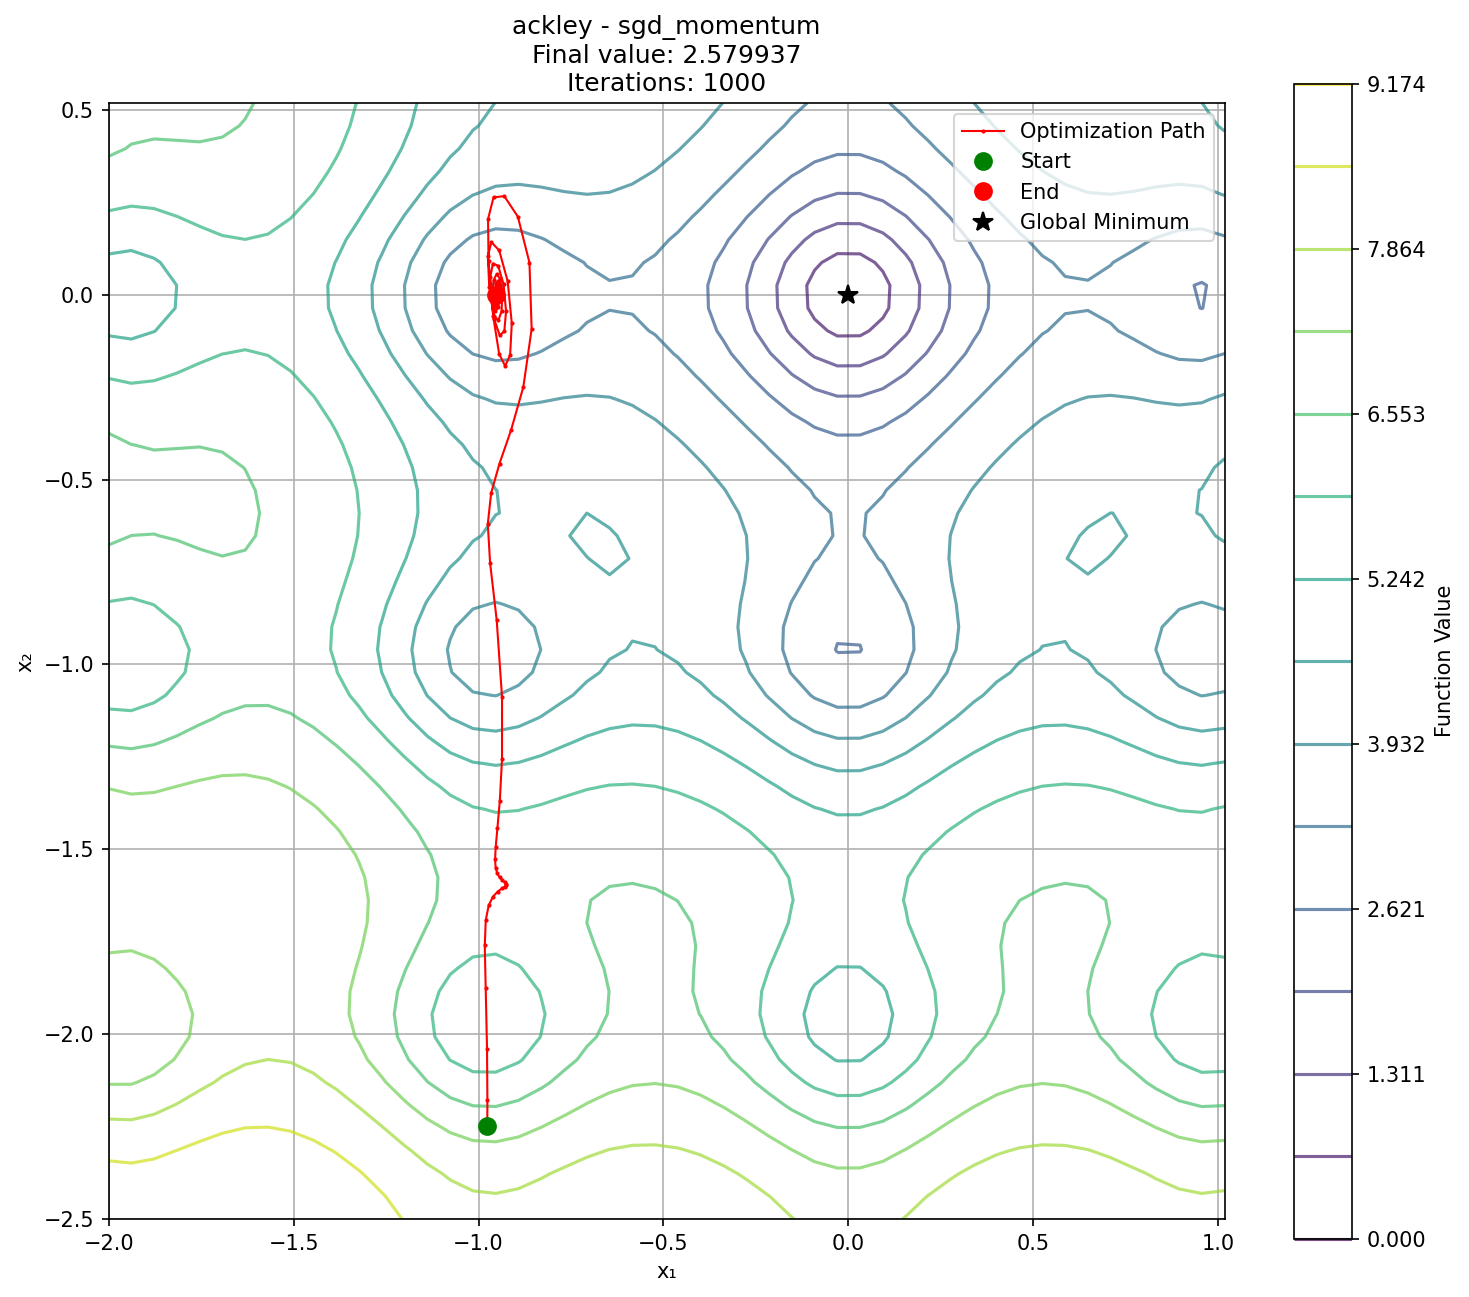 ackley - sgd_momentum
Final value: 2.579937
Iterations: 1000
Optimization Path
Start
End
Global Minimum
0.5
0.0
−0.5
−1.0
−1.5
−2.0
−2.5
x₂
−2.0 −1.5 −1.0 −0.5 0.0 0.5 1.0
x₁
9.174
7.864
6.553
5.242
3.932
2.621
1.311
0.000
Function Value